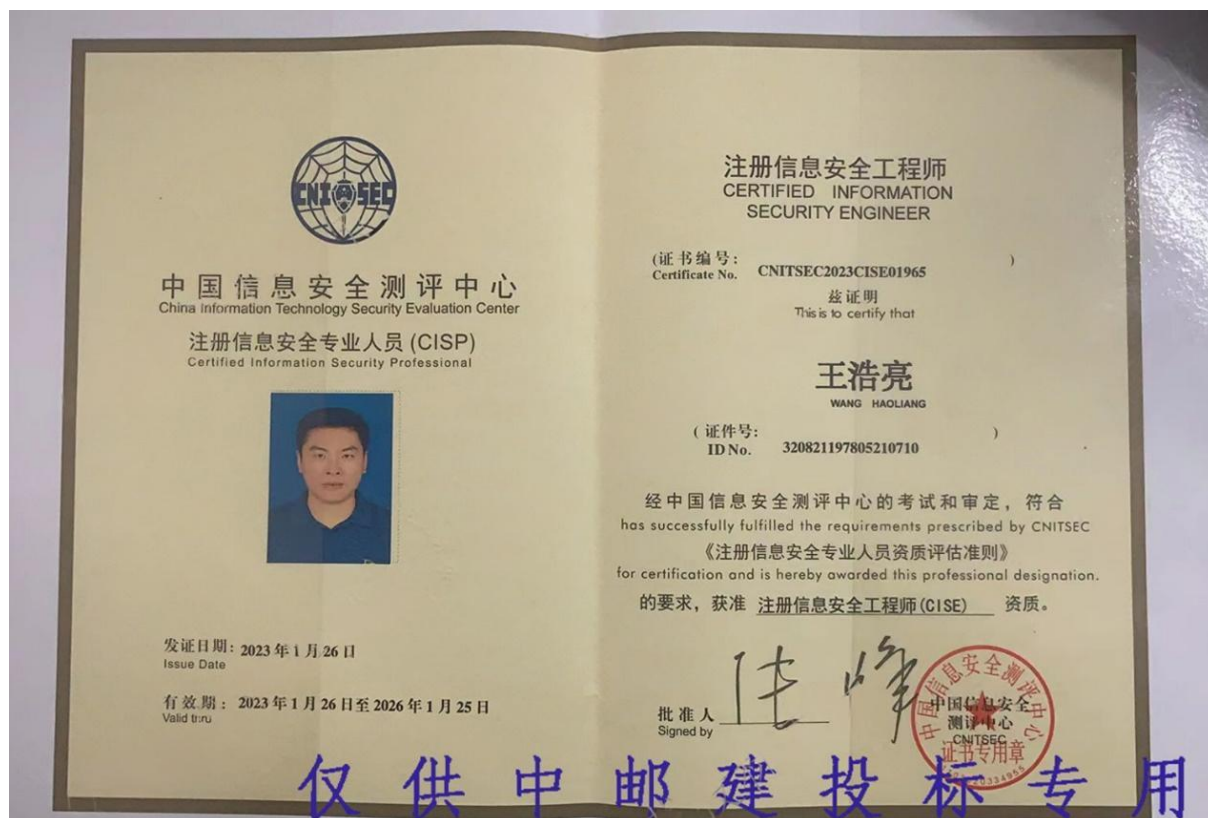 CNITSEC
中国信息安全测评中心
China Information Technology Security Evaluation Center
注册信息安全专业人员(CISP)
Certified Information Security Professional
发证日期: 2023年1月26日
Issue Date
有效期: 2023年1月26日至2026年1月25日
Valid thru
注册信息安全工程师
CERTIFIED INFORMATION
SECURITY ENGINEER
(证书编号: )
Certificate No. CNITSEC2023CISE01965
兹证明
This is to certify that
王浩亮
WANG HAOLIANG
(证件号: )
ID No. 320821197805210710
经中国信息安全测评中心的考试和审定，符合
has successfully fulfilled the requirements prescribed by CNITSEC
《注册信息安全专业人员资质评估准则》
for certification and is hereby awarded this professional designation.
的要求，获准 注册信息安全工程师(CISE) 资质。
批准人
Signed by
中国信息安全测评中心
中国信息安全
测评中心
CNITSEC
证书专用章
仅供中邮建投标专用